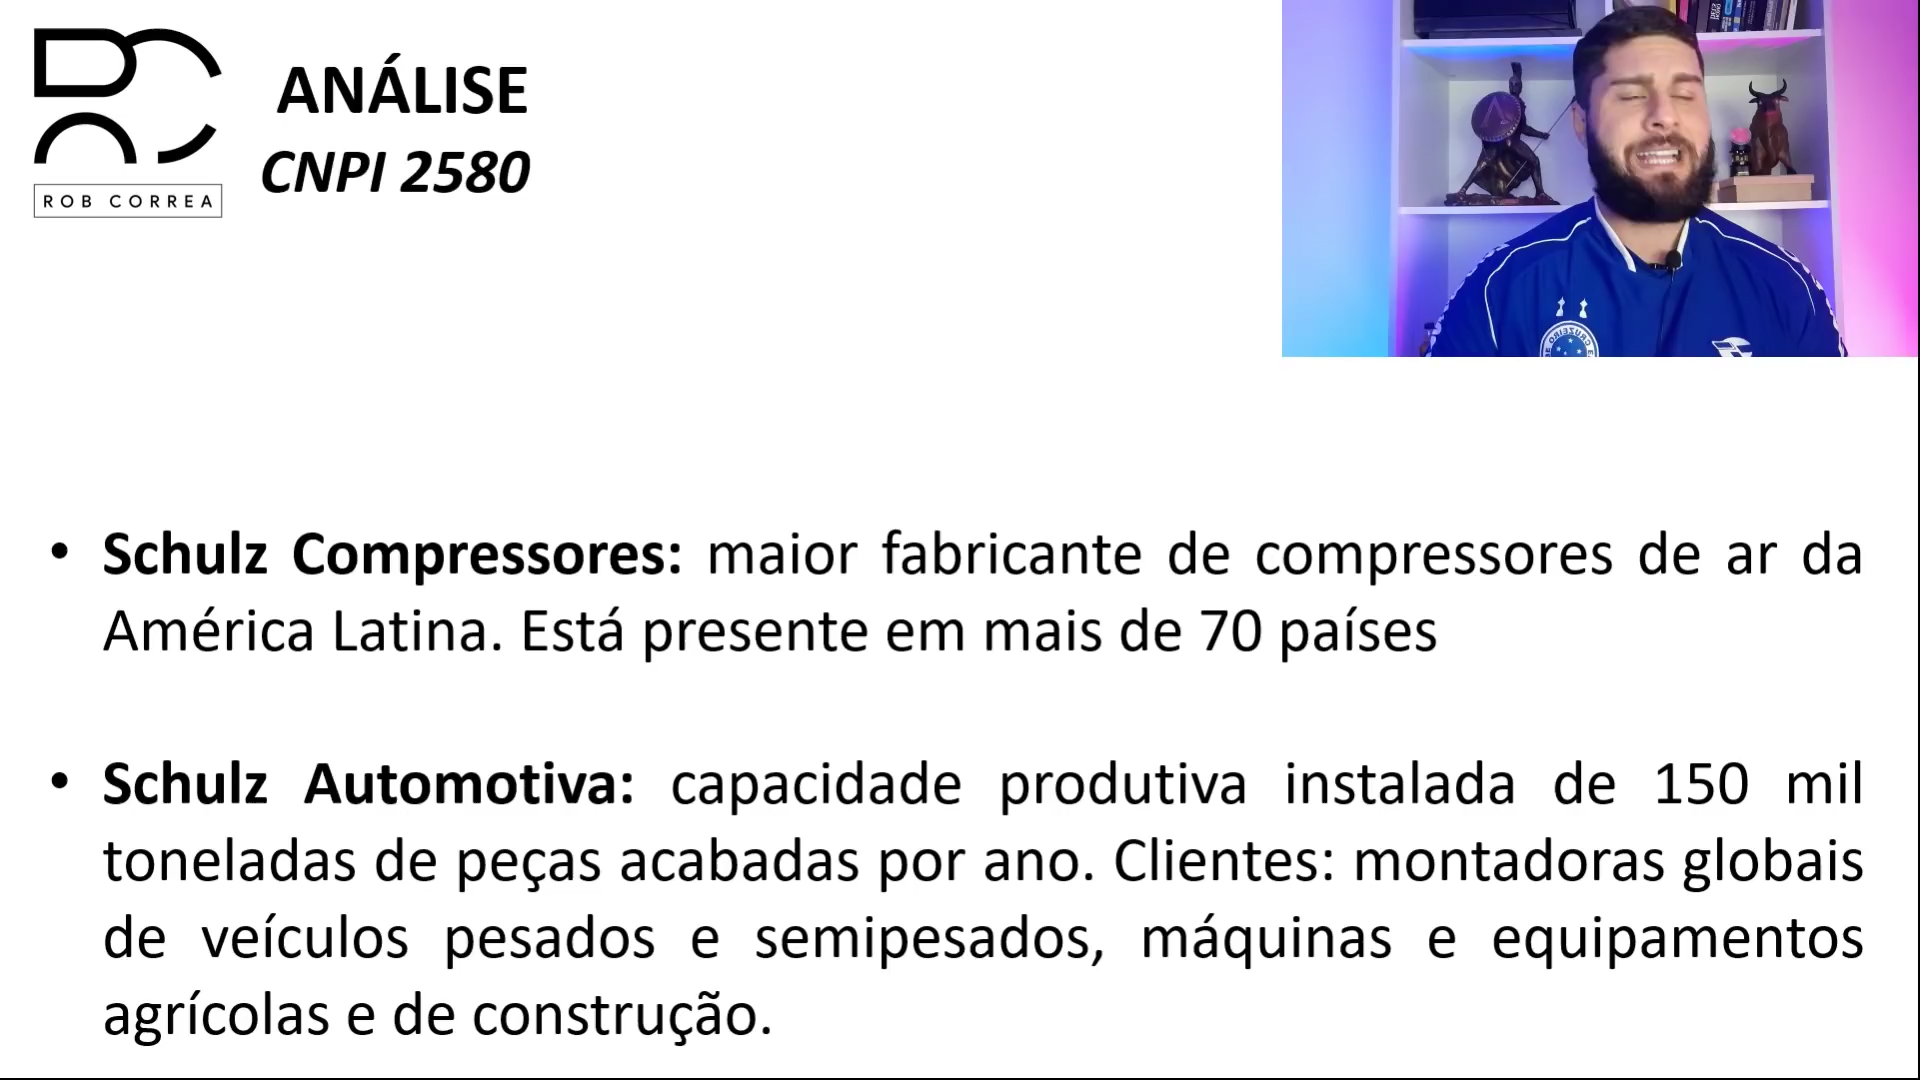 ROB CORREA
ANÁLISE
CNPI 2580
CRUZEIRO
• Schulz Compressores: maior fabricante de compressores de ar da
América Latina. Está presente em mais de 70 países
• Schulz Automotiva: capacidade produtiva instalada de 150 mil
toneladas de peças acabadas por ano. Clientes: montadoras globais
de veículos pesados e semipesados, máquinas e equipamentos
agrícolas e de construção.